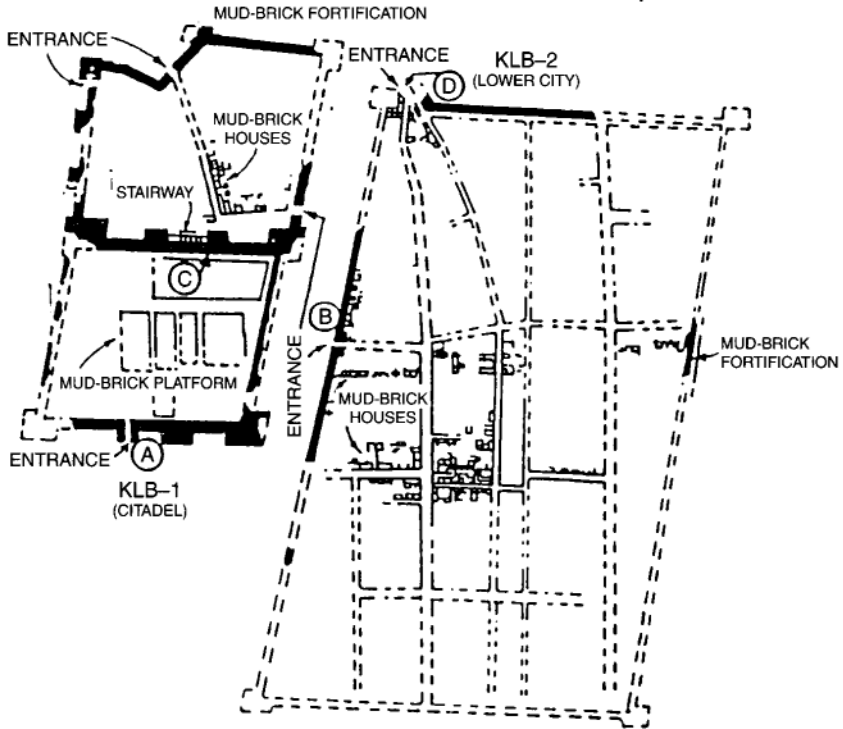 MUD-BRICK FORTIFICATION
ENTRANCE
ENTRANCE
KLB–2
(LOWER CITY)
D
MUD-BRICK
HOUSES
STAIRWAY
C
B
MUD-BRICK
FORTIFICATION
MUD-BRICK PLATFORM
ENTRANCE
MUD-BRICK
HOUSES
ENTRANCE
A
KLB–1
(CITADEL)